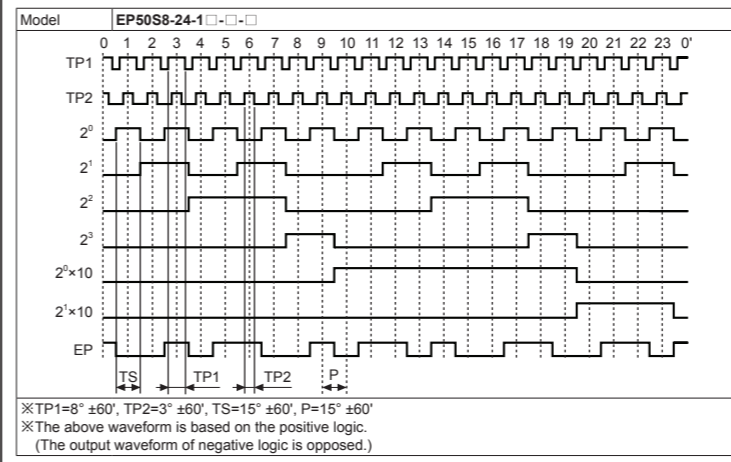 Model EP50S8-24-1□-□-□
0 1 2 3 4 5 6 7 8 9 10 11 12 13 14 15 16 17 18 19 20 21 22 23 0'
TP1
TP2
2⁰
2¹
2²
2³
2⁰×10
2¹×10
EP
TS TP1 TP2 P
※TP1=8° ±60', TP2=3° ±60', TS=15° ±60', P=15° ±60'
※The above waveform is based on the positive logic.
(The output waveform of negative logic is opposed.)